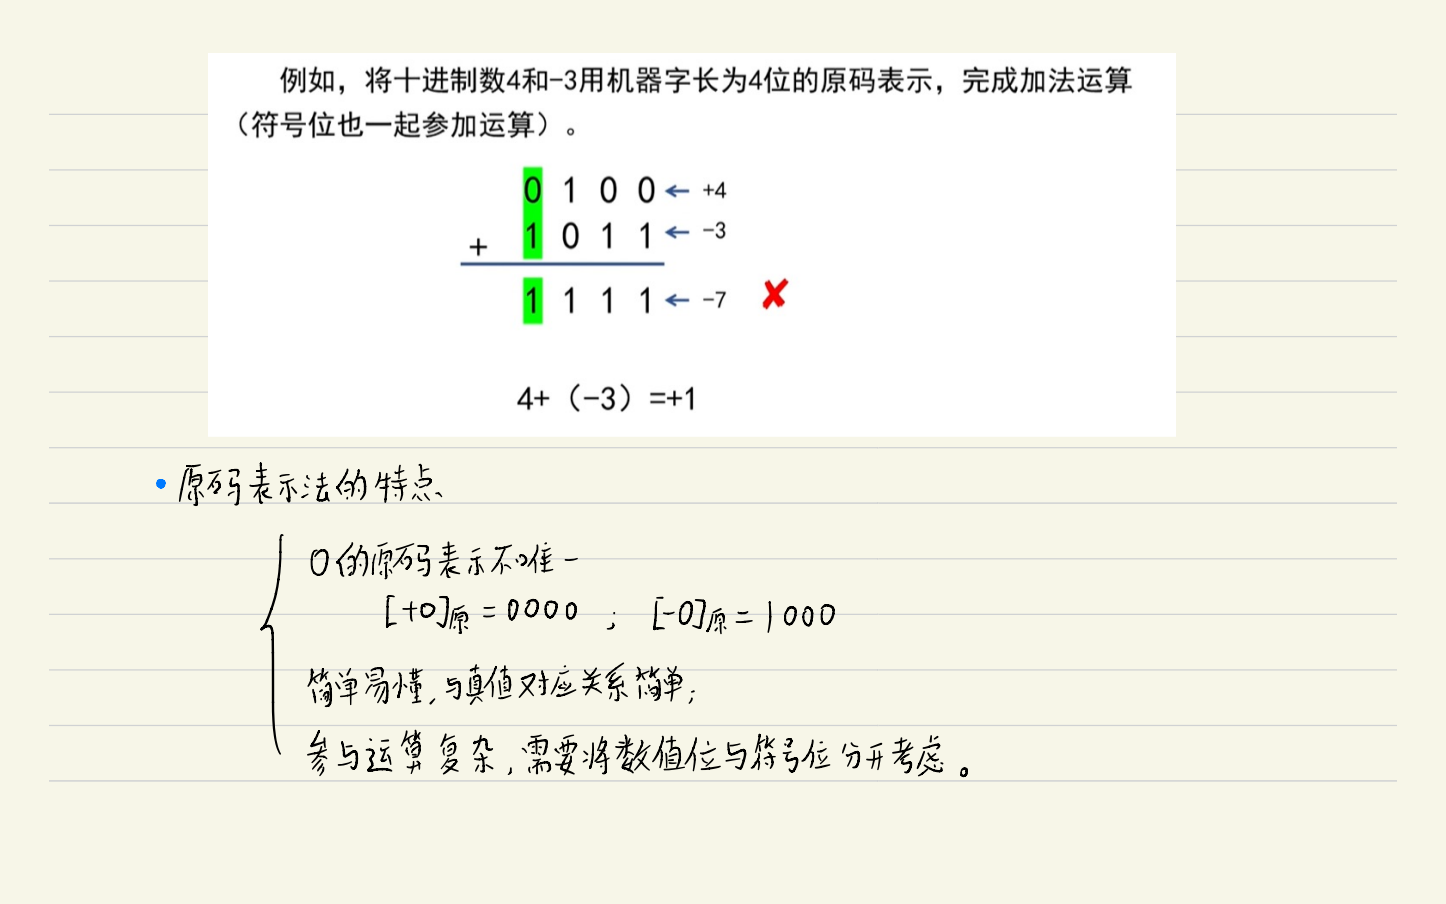 例如，将十进制数4和-3用机器字长为4位的原码表示，完成加法运算
（符号位也一起参加运算）。
0 1 0 0 ← +4
+ 1 0 1 1 ← -3
1 1 1 1 ← -7 ✘
4+（-3）=+1
• 原码表示法的特点
0的原码表示不唯一
[+0]原 = 0000 ； [-0]原 = 1000
简单易懂,与真值对应关系简单;
参与运算复杂,需要将数值位与符号位分开考虑。